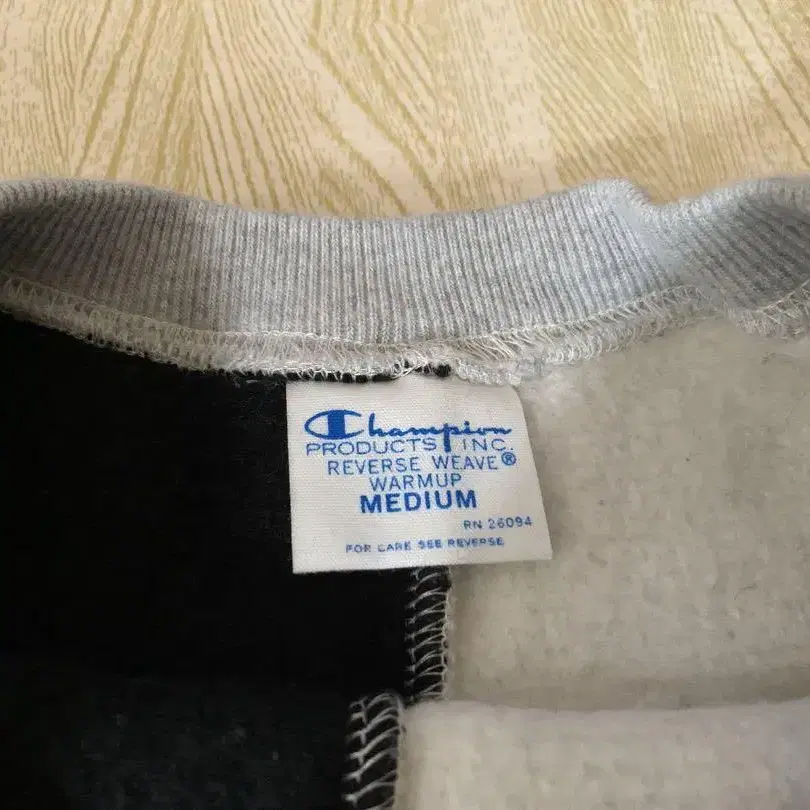 Champion
PRODUCTS INC.
REVERSE WEAVE®
WARMUP
MEDIUM
RN 26094
FOR CARE SEE REVERSE